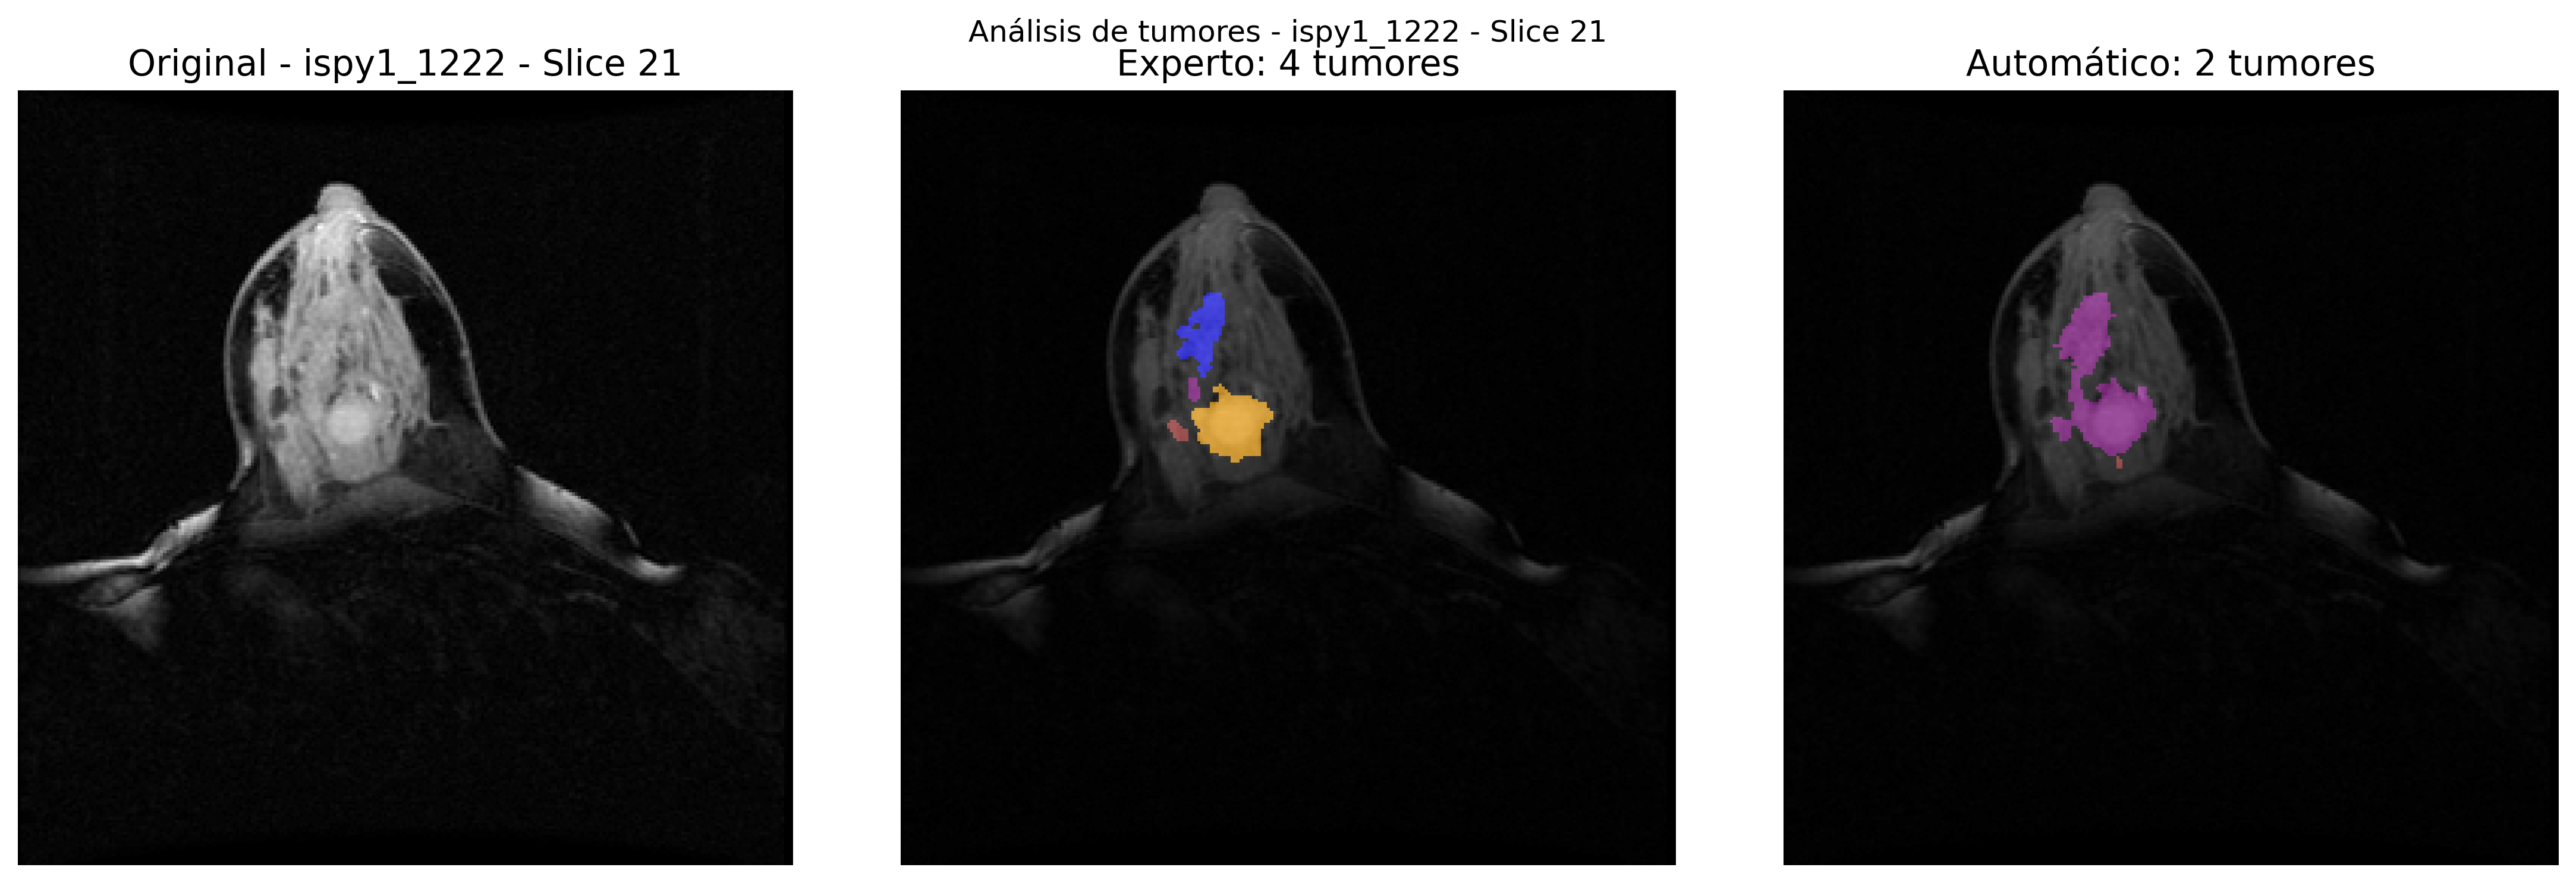 Análisis de tumores - ispy1_1222 - Slice 21
Original - ispy1_1222 - Slice 21
Experto: 4 tumores
Automático: 2 tumores